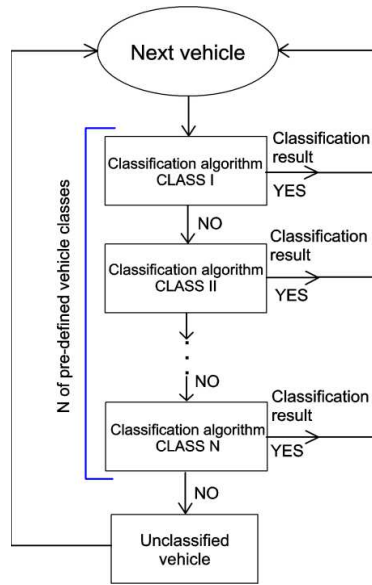 Next vehicle
Classification algorithm
CLASS I
Classification
result
YES
NO
Classification algorithm
CLASS II
Classification
result
YES
NO
Classification algorithm
CLASS N
Classification
result
YES
NO
Unclassified
vehicle
N of pre-defined vehicle classes